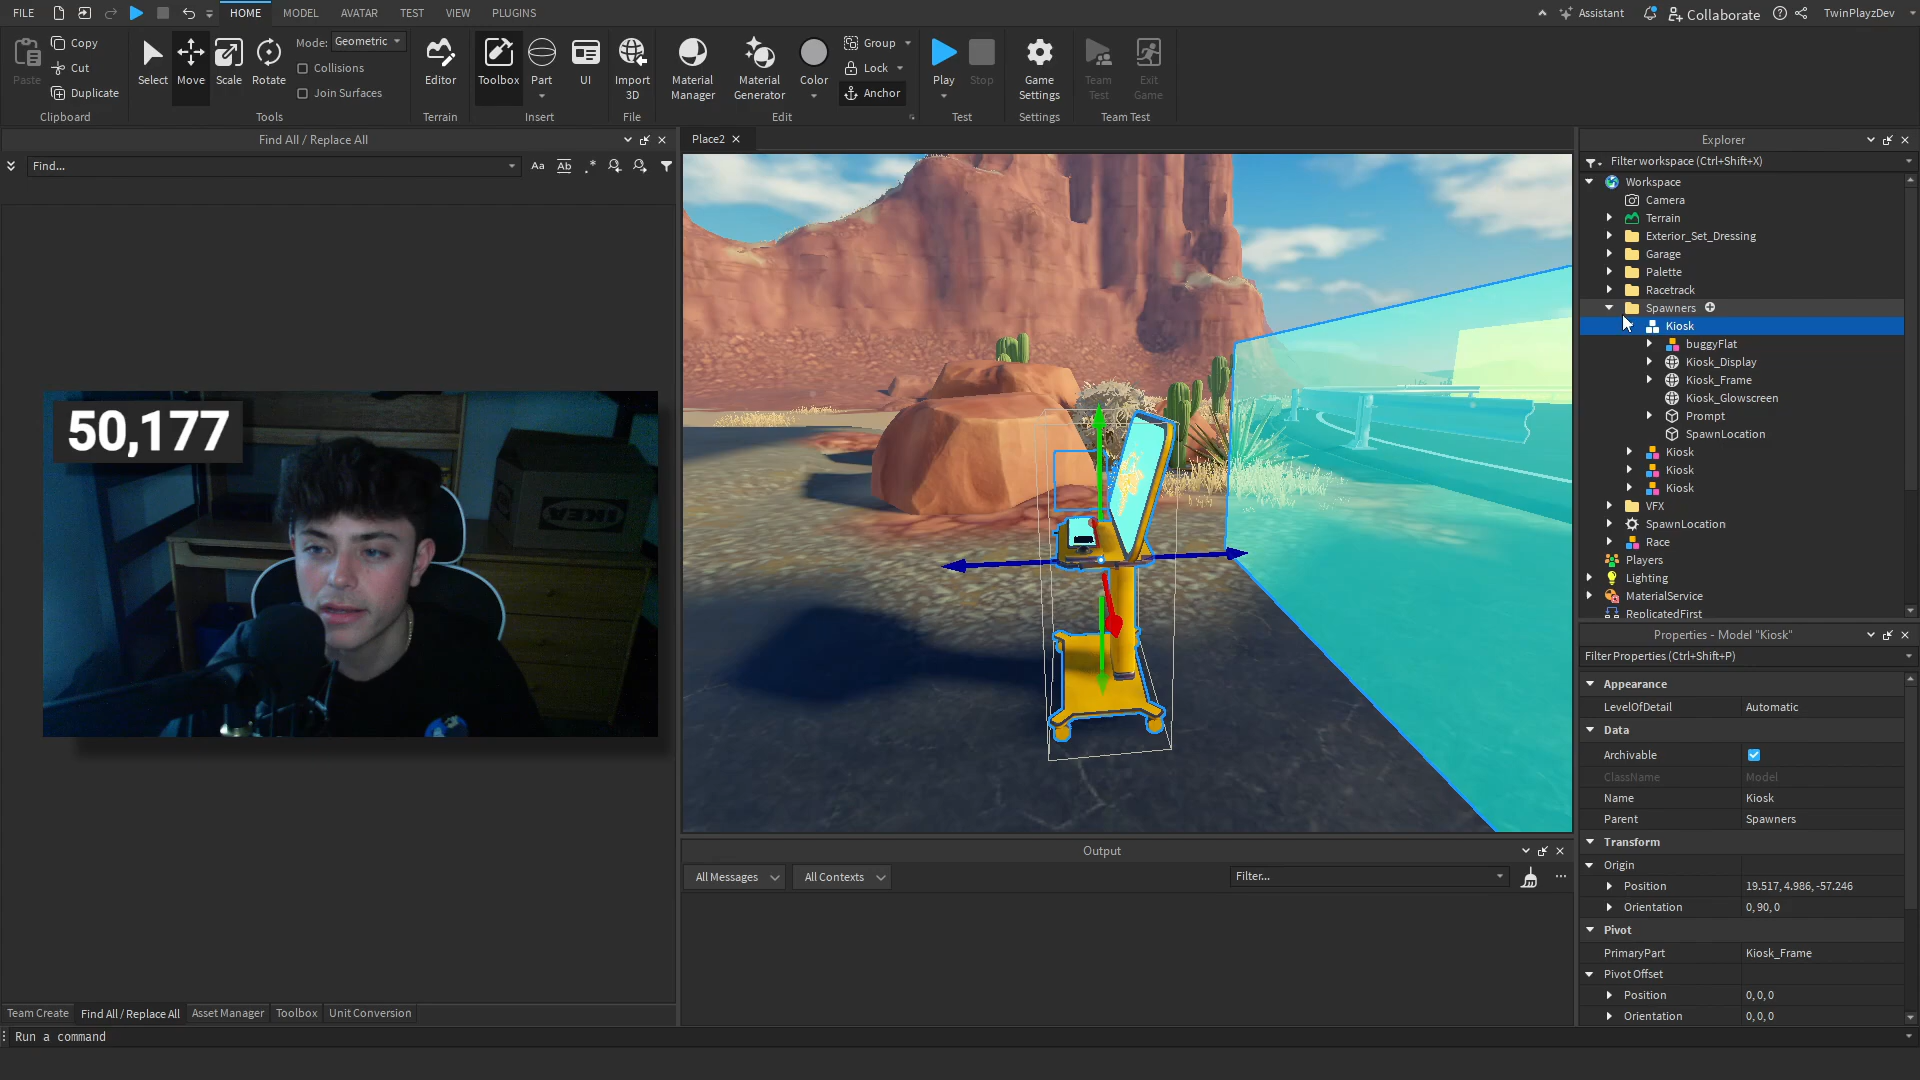 FILE HOME MODEL AVATAR TEST VIEW PLUGINS Assistant Collaborate TwinPlayzDev
Paste Copy Cut Duplicate Clipboard
Select Move Scale Rotate Mode: Geometric Collisions Join Surfaces Tools
Editor Terrain
Toolbox Part UI Insert
Import 3D File
Material Manager Material Generator Color Group Lock Anchor Edit
Play Stop Test
Game Settings Settings
Team Test Exit Game Team Test
Find All / Replace All
Find... Aa Ab .*
50,177
IKEA
Team Create Find All / Replace All Asset Manager Toolbox Unit Conversion
Run a command
Place2
Output
All Messages All Contexts Filter...
Explorer
Filter workspace (Ctrl+Shift+X)
Workspace
Camera
Terrain
Exterior_Set_Dressing
Garage
Palette
Racetrack
Spawners
Kiosk
buggyFlat
Kiosk_Display
Kiosk_Frame
Kiosk_Glowscreen
Prompt
SpawnLocation
Kiosk
Kiosk
Kiosk
VFX
SpawnLocation
Race
Players
Lighting
MaterialService
ReplicatedFirst
Properties - Model "Kiosk"
Filter Properties (Ctrl+Shift+P)
Appearance
LevelOfDetail Automatic
Data
Archivable
ClassName Model
Name Kiosk
Parent Spawners
Transform
Origin
Position 19.517, 4.986, -57.246
Orientation 0, 90, 0
Pivot
PrimaryPart Kiosk_Frame
Pivot Offset
Position 0, 0, 0
Orientation 0, 0, 0